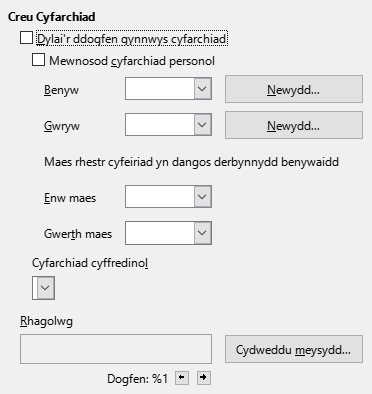 Creu Cyfarchiad
Dylai'r ddogfen gynnwys cyfarchiad
Mewnosod cyfarchiad personol
Benyw
Newydd...
Gwryw
Newydd...
Maes rhestr cyfeiriad yn dangos derbynnydd benywaidd
Enw maes
Gwerth maes
Cyfarchiad cyffredinol
Rhagolwg
Cydweddu meysydd...
Dogfen: %1